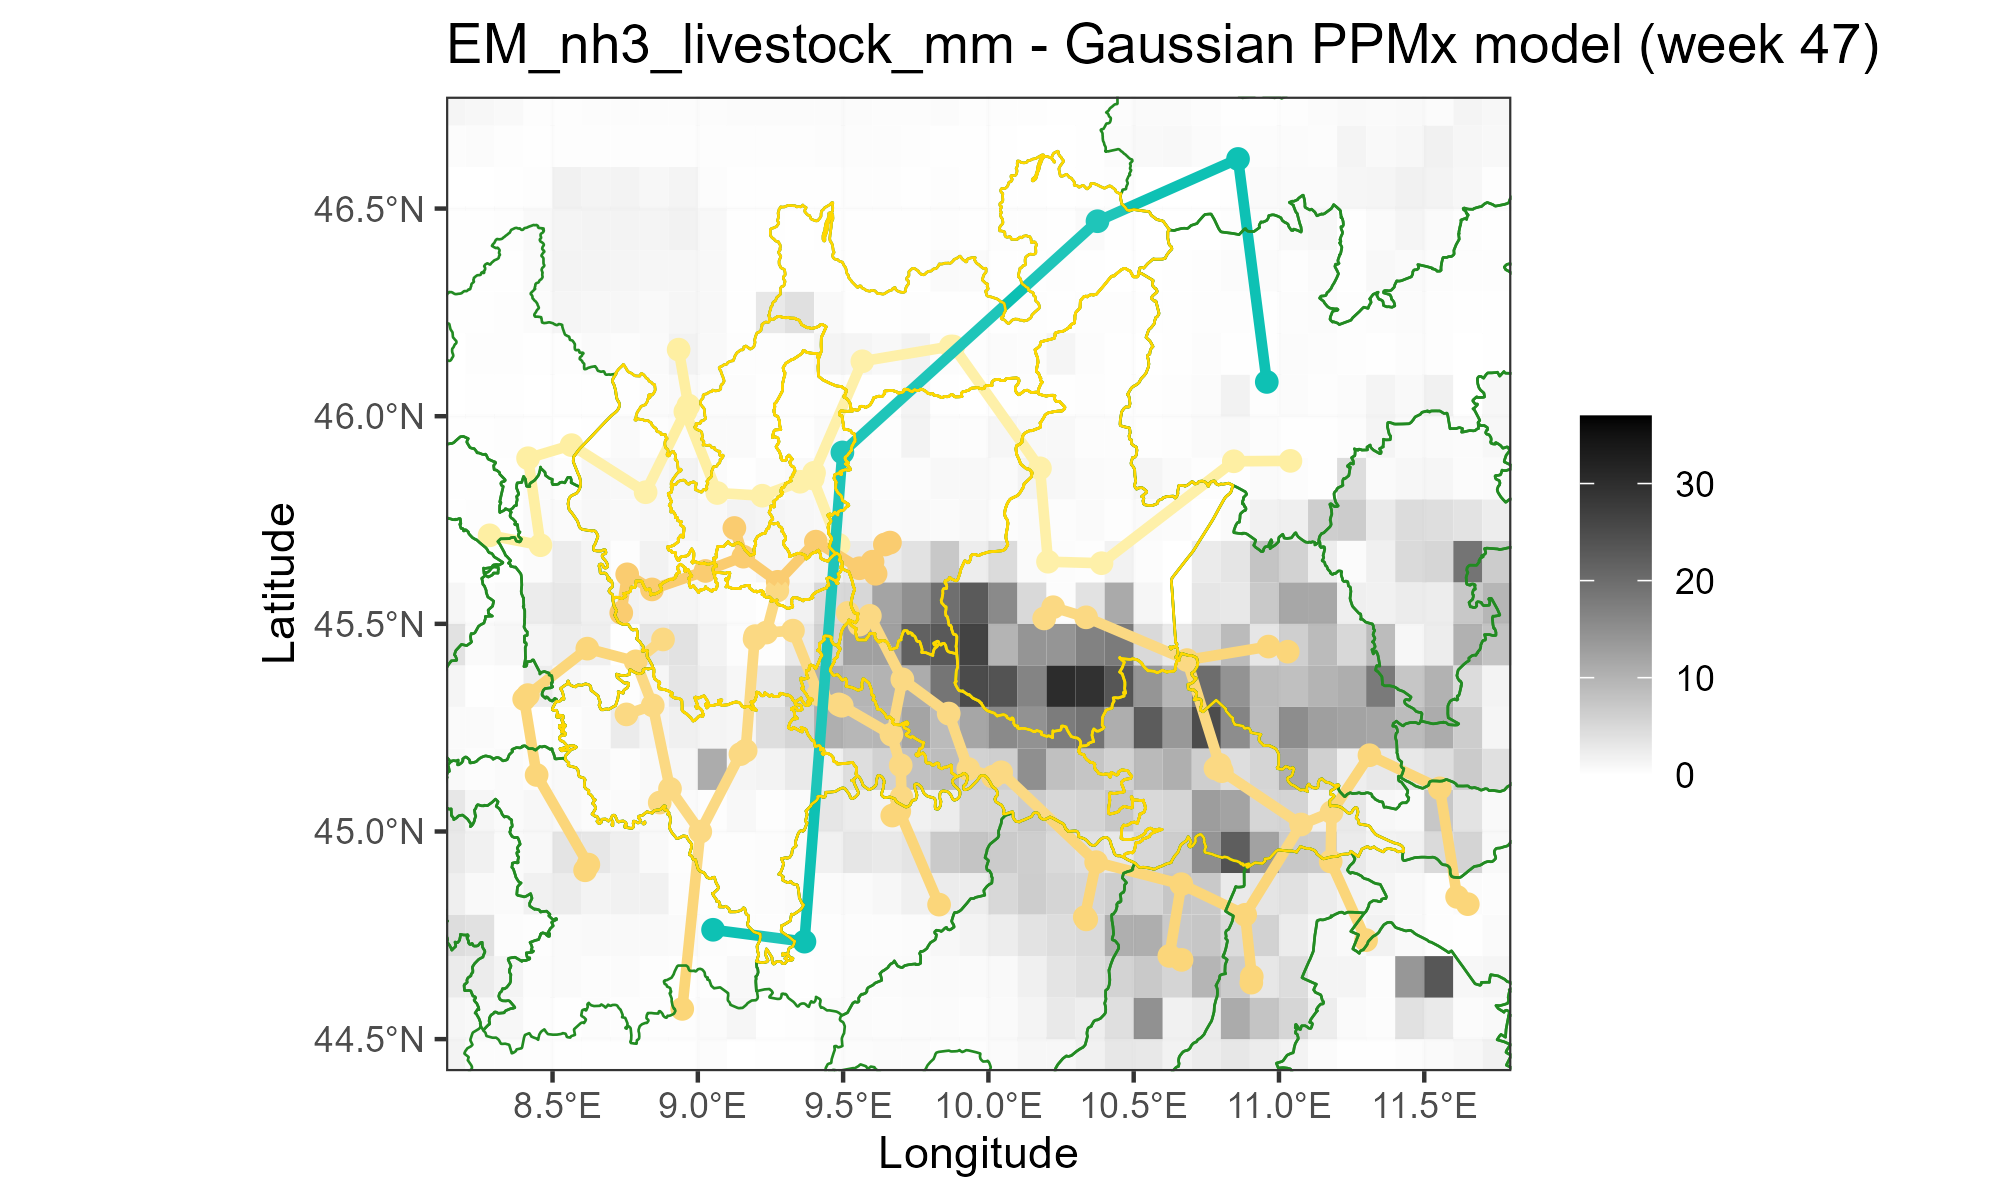 EM_nh3_livestock_mm - Gaussian PPMx model (week 47)
46.5°N
46.0°N
45.5°N
45.0°N
44.5°N
Latitude
8.5°E
9.0°E
9.5°E
10.0°E
10.5°E
11.0°E
11.5°E
Longitude
30
20
10
0